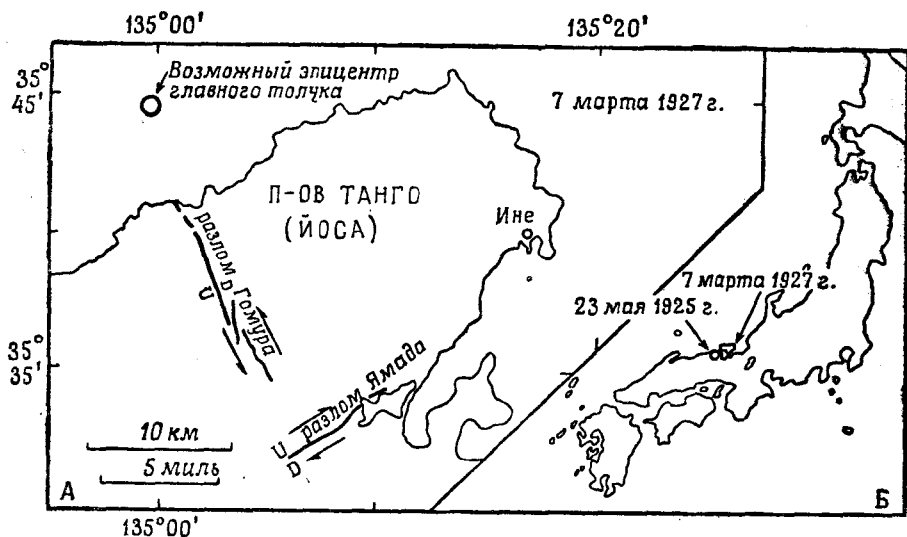 135°00'
135°20'
35°
45'
Возможный эпицентр
главного толчка
7 марта 1927 г.
П-ОВ ТАНГО
(ЙОСА)
Ине
разлом Гомура
U
D
7 марта 1927 г.
23 мая 1925 г.
35°
35'
разлом Ямада
U
D
10 км
5 миль
А
Б
135°00'